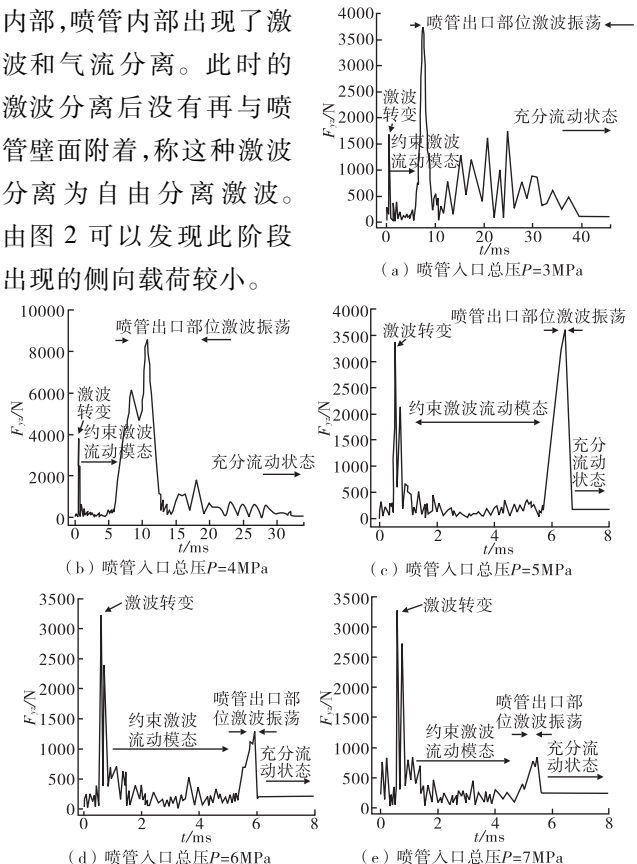 内部,喷管内部出现了激
波和气流分离。此时的
激波分离后没有再与喷
管壁面附着,称这种激波
分离为自由分离激波。
由图 2 可以发现此阶段
出现的侧向载荷较小。
4000
3500
3000
2500
2000
1500
1000
500
0
F_yz/N
喷管出口部位激波振荡
激波
转变
约束激波
流动模态
充分流动状态
0 10 20 30 40
t/ms
(a) 喷管入口总压P=3MPa
10000
8000
6000
4000
2000
0
F_yz/N
喷管出口部位激波振荡
激波
转变
约束激波
流动模态
充分流动状态
0 5 10 15 20 25 30
t/ms
(b) 喷管入口总压P=4MPa
4000
3500
3000
2500
2000
1500
1000
500
0
F_yz/N
喷管出口部位激波振荡
激波转变
约束激波流动模态
充分
流动
状态
0 2 4 6 8
t/ms
(c) 喷管入口总压P=5MPa
3500
3000
2500
2000
1500
1000
500
0
F_yz/N
激波转变
约束激波
流动模态
喷管出口部
位激波振荡
充分流
动状态
0 2 4 6 8
t/ms
(d) 喷管入口总压P=6MPa
3500
3000
2500
2000
1500
1000
500
0
F_yz/N
激波转变
约束激波
流动模态
喷管出口部
位激波振荡
充分流
动状态
0 2 4 6 8
t/ms
(e) 喷管入口总压P=7MPa